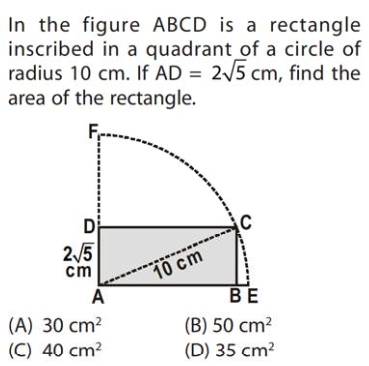 In the figure ABCD is a rectangle
inscribed in a quadrant of a circle of
radius 10 cm. If AD = 2√5 cm, find the
area of the rectangle.
F
D
C
2√5
cm
10 cm
A
B E
(A) 30 cm² (B) 50 cm²
(C) 40 cm² (D) 35 cm²